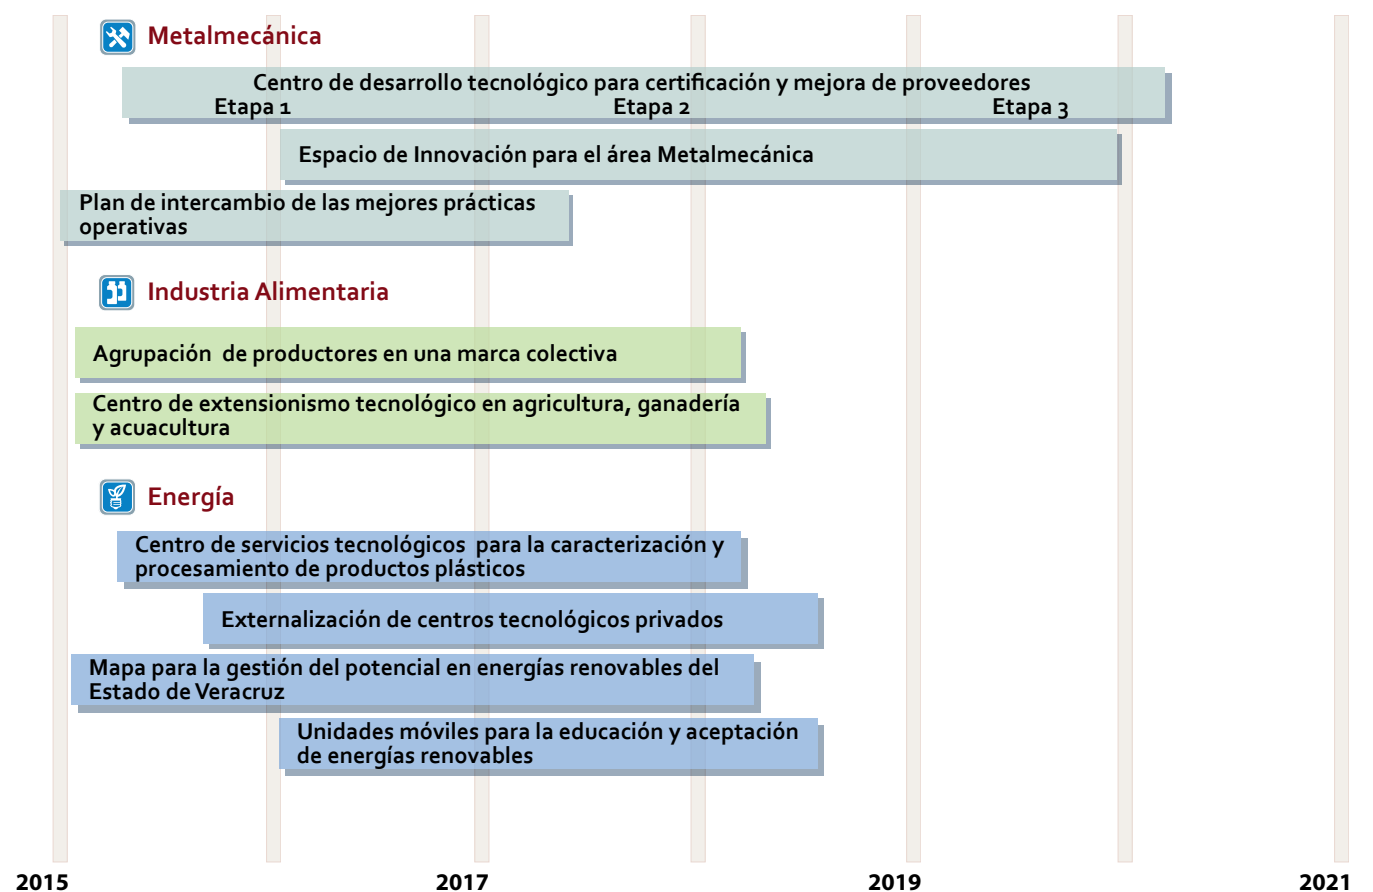 Metalmecánica
Centro de desarrollo tecnológico para certificación y mejora de proveedores
Etapa 1 Etapa 2 Etapa 3
Espacio de Innovación para el área Metalmecánica
Plan de intercambio de las mejores prácticas
operativas
Industria Alimentaria
Agrupación de productores en una marca colectiva
Centro de extensionismo tecnológico en agricultura, ganadería
y acuacultura
Energía
Centro de servicios tecnológicos para la caracterización y
procesamiento de productos plásticos
Externalización de centros tecnológicos privados
Mapa para la gestión del potencial en energías renovables del
Estado de Veracruz
Unidades móviles para la educación y aceptación
de energías renovables
2015 2017 2019 2021